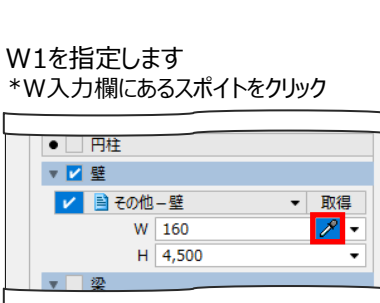 W1を指定します
*W入力欄にあるスポイトをクリック
円柱
壁
その他 – 壁 取得
W 160
H 4,500
梁